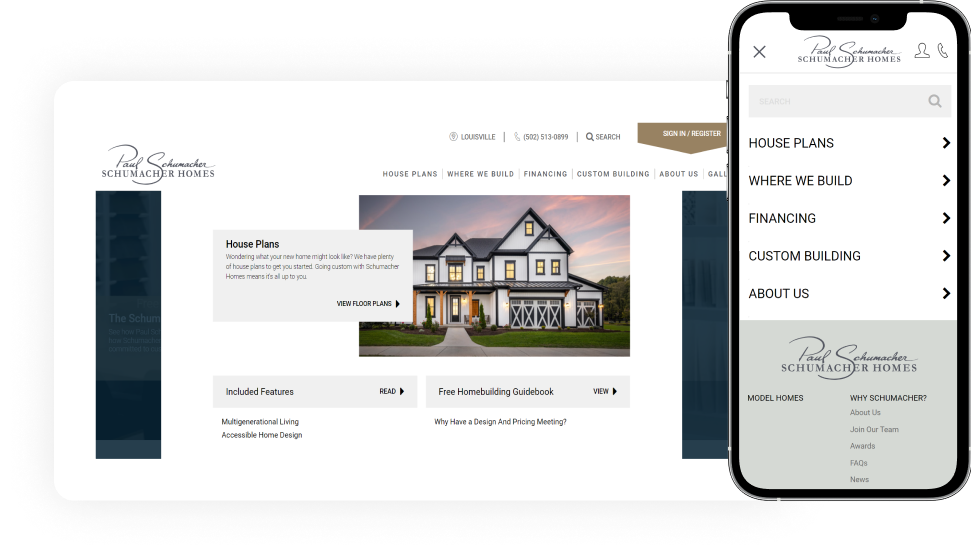 LOUISVILLE
(502) 513-0899
SEARCH
SIGN IN / REGISTER
Paul Schumacher
SCHUMACHER HOMES
HOUSE PLANS
WHERE WE BUILD
FINANCING
CUSTOM BUILDING
ABOUT US
GALL
House Plans
Wondering what your new home might look like? We have plenty
of house plans to get you started. Going custom with Schumacher
Homes means it's all up to you.
VIEW FLOOR PLANS
The Schum
Included Features
READ
Free Homebuilding Guidebook
VIEW
Multigenerational Living
Accessible Home Design
Why Have a Design And Pricing Meeting?
Paul Schumacher
SCHUMACHER HOMES
SEARCH
HOUSE PLANS
WHERE WE BUILD
FINANCING
CUSTOM BUILDING
ABOUT US
Paul Schumacher
SCHUMACHER HOMES
MODEL HOMES
WHY SCHUMACHER?
About Us
Join Our Team
Awards
FAQs
News